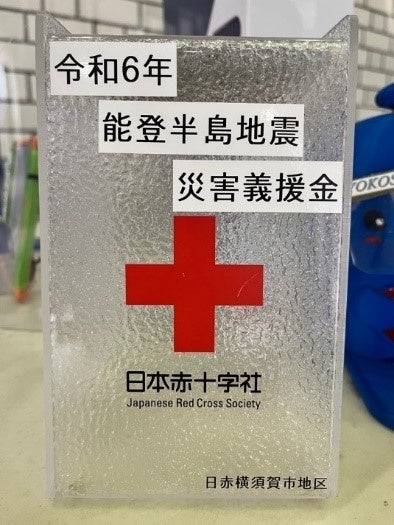 令和6年
能登半島地震
災害義援金
日本赤十字社
Japanese Red Cross Society
日赤横須賀市地区
YOKOS